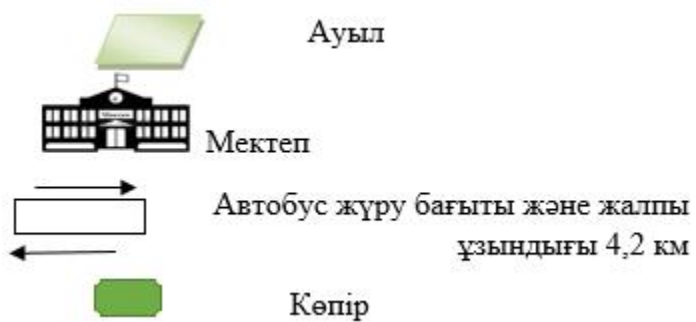 Ауыл
Мектеп
Автобус жүру бағыты және жалпы
ұзындығы 4,2 км
Көпір